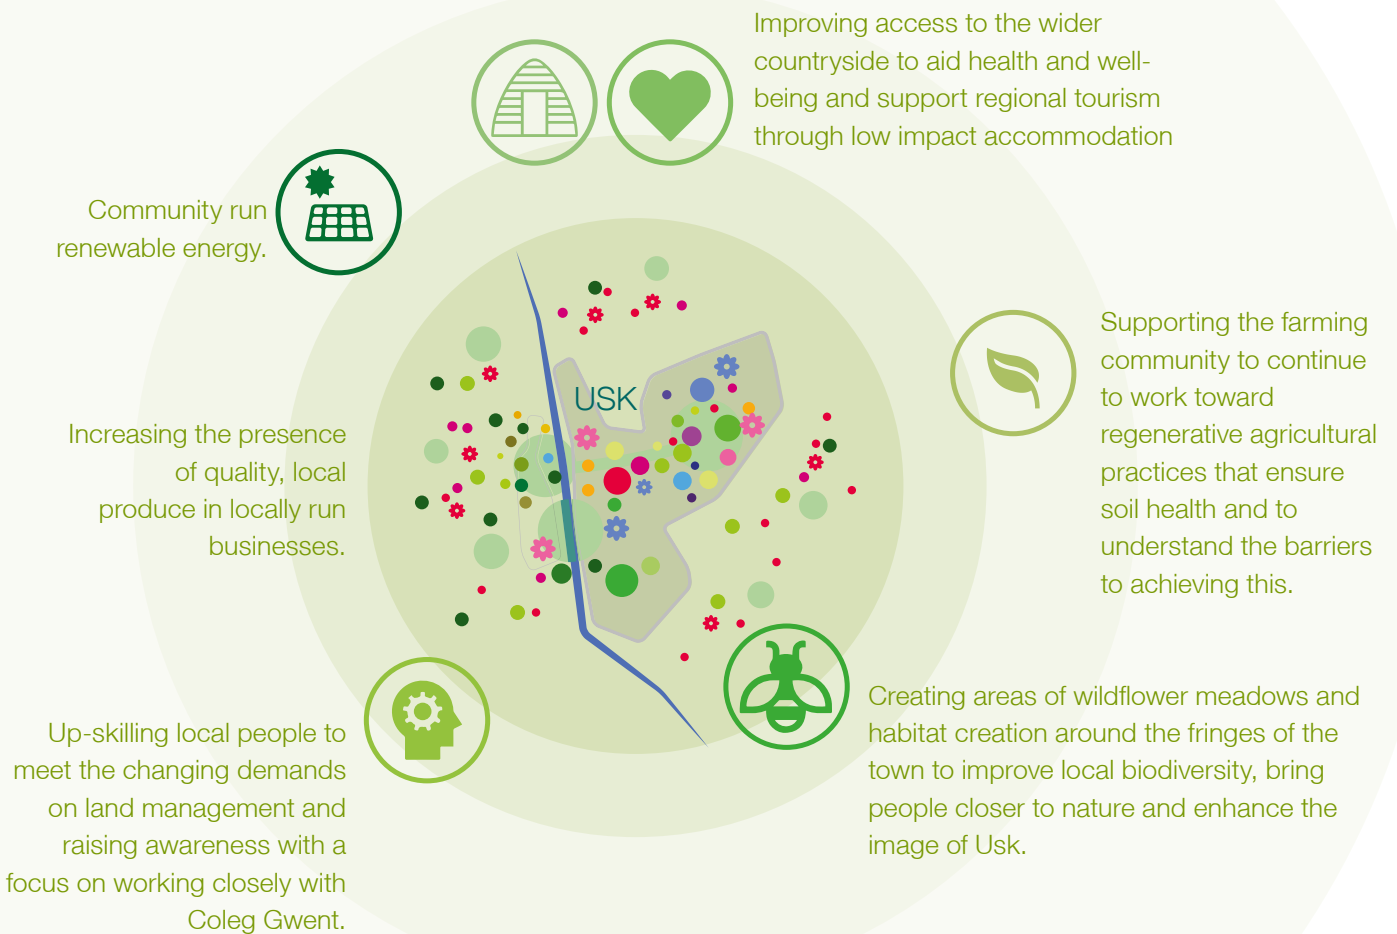 Improving access to the wider
countryside to aid health and well-
being and support regional tourism
through low impact accommodation
Community run
renewable energy.
Supporting the farming
community to continue
to work toward
regenerative agricultural
practices that ensure
soil health and to
understand the barriers
to achieving this.
USK
Increasing the presence
of quality, local
produce in locally run
businesses.
Creating areas of wildflower meadows and
habitat creation around the fringes of the
town to improve local biodiversity, bring
people closer to nature and enhance the
image of Usk.
Up-skilling local people to
meet the changing demands
on land management and
raising awareness with a
focus on working closely with
Coleg Gwent.